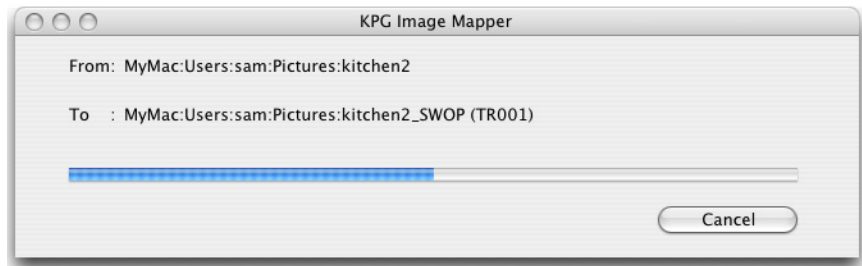 KPG Image Mapper
From: MyMac:Users:sam:Pictures:kitchen2
To : MyMac:Users:sam:Pictures:kitchen2_SWOP (TR001)
Cancel